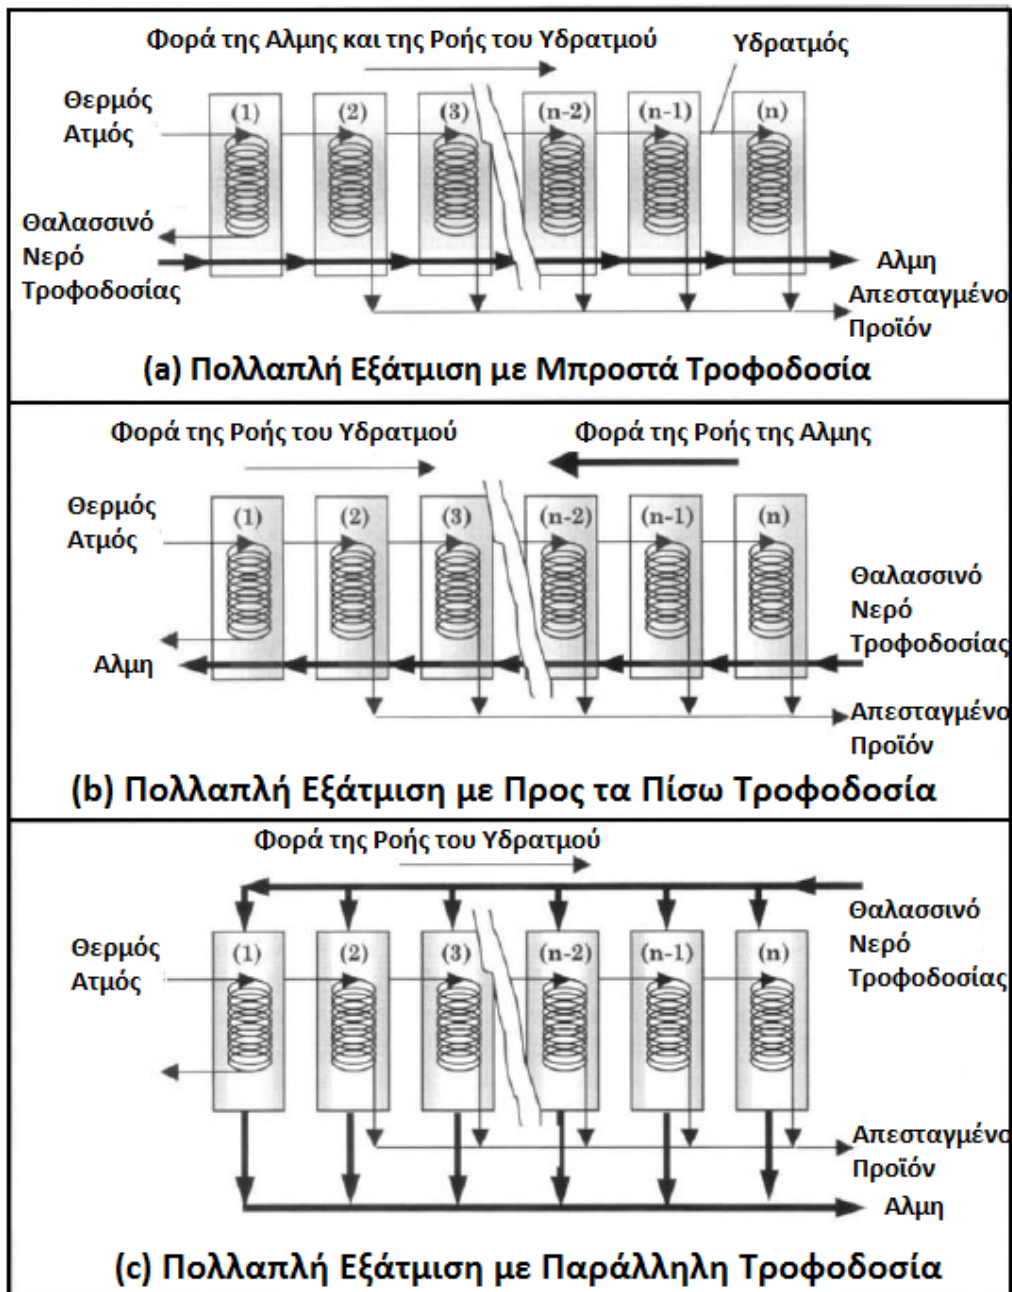 Φορά της Αλμης και της Ροής του Υδρατμού
Υδρατμός
Θερμός
Ατμός
(1)
(2)
(3)
(n-2)
(n-1)
(n)
Θαλασσινό
Νερό
Τροφοδοσίας
Αλμη
Απεσταγμένο
Προϊόν
(a) Πολλαπλή Εξάτμιση με Μπροστά Τροφοδοσία
Φορά της Ροής του Υδρατμού
Φορά της Ροής της Αλμης
Θερμός
Ατμός
(1)
(2)
(3)
(n-2)
(n-1)
(n)
Θαλασσινό
Νερό
Τροφοδοσίας
Αλμη
Απεσταγμένο
Προϊόν
(b) Πολλαπλή Εξάτμιση με Προς τα Πίσω Τροφοδοσία
Φορά της Ροής του Υδρατμού
Θαλασσινό
Νερό
Τροφοδοσίας
Θερμός
Ατμός
(1)
(2)
(3)
(n-2)
(n-1)
(n)
Απεσταγμένο
Προϊόν
Αλμη
(c) Πολλαπλή Εξάτμιση με Παράλληλη Τροφοδοσία